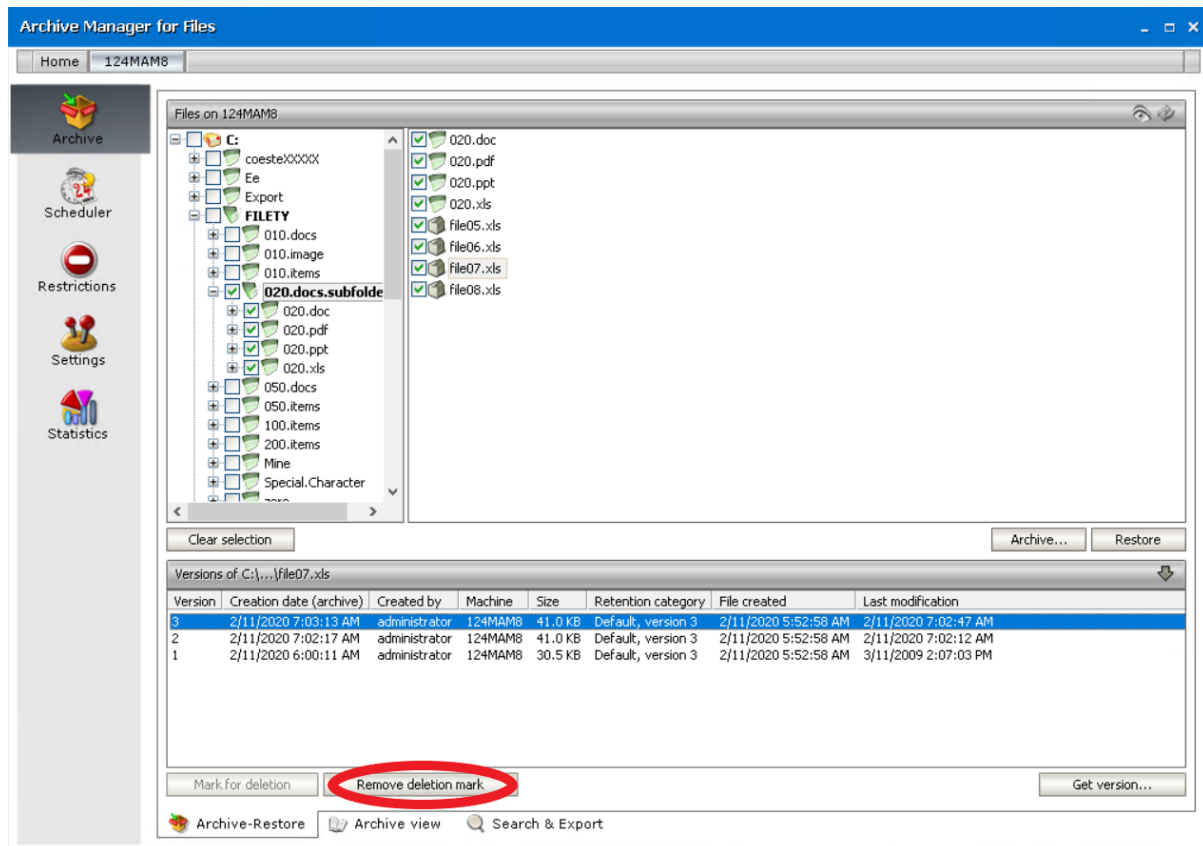 Archive Manager for Files
Home 124MAM8
Archive
Scheduler
Restrictions
Settings
Statistics
Files on 124MAM8
C:
coesteXXXXX
Ee
Export
FILETY
010.docs
010.image
010.items
020.docs.subfolde
020.doc
020.pdf
020.ppt
020.xls
050.docs
050.items
100.items
200.items
Mine
Special.Character
zero
020.doc
020.pdf
020.ppt
020.xls
file05.xls
file06.xls
file07.xls
file08.xls
Clear selection Archive... Restore
Versions of C:\...\file07.xls
Version Creation date (archive) Created by Machine Size Retention category File created Last modification
3 2/11/2020 7:03:13 AM administrator 124MAM8 41.0 KB Default, version 3 2/11/2020 5:52:58 AM 2/11/2020 7:02:47 AM
2 2/11/2020 7:02:17 AM administrator 124MAM8 41.0 KB Default, version 3 2/11/2020 5:52:58 AM 2/11/2020 7:02:12 AM
1 2/11/2020 6:00:11 AM administrator 124MAM8 30.5 KB Default, version 3 2/11/2020 5:52:58 AM 3/11/2009 2:07:03 PM
Mark for deletion Remove deletion mark Get version...
Archive-Restore Archive view Search & Export